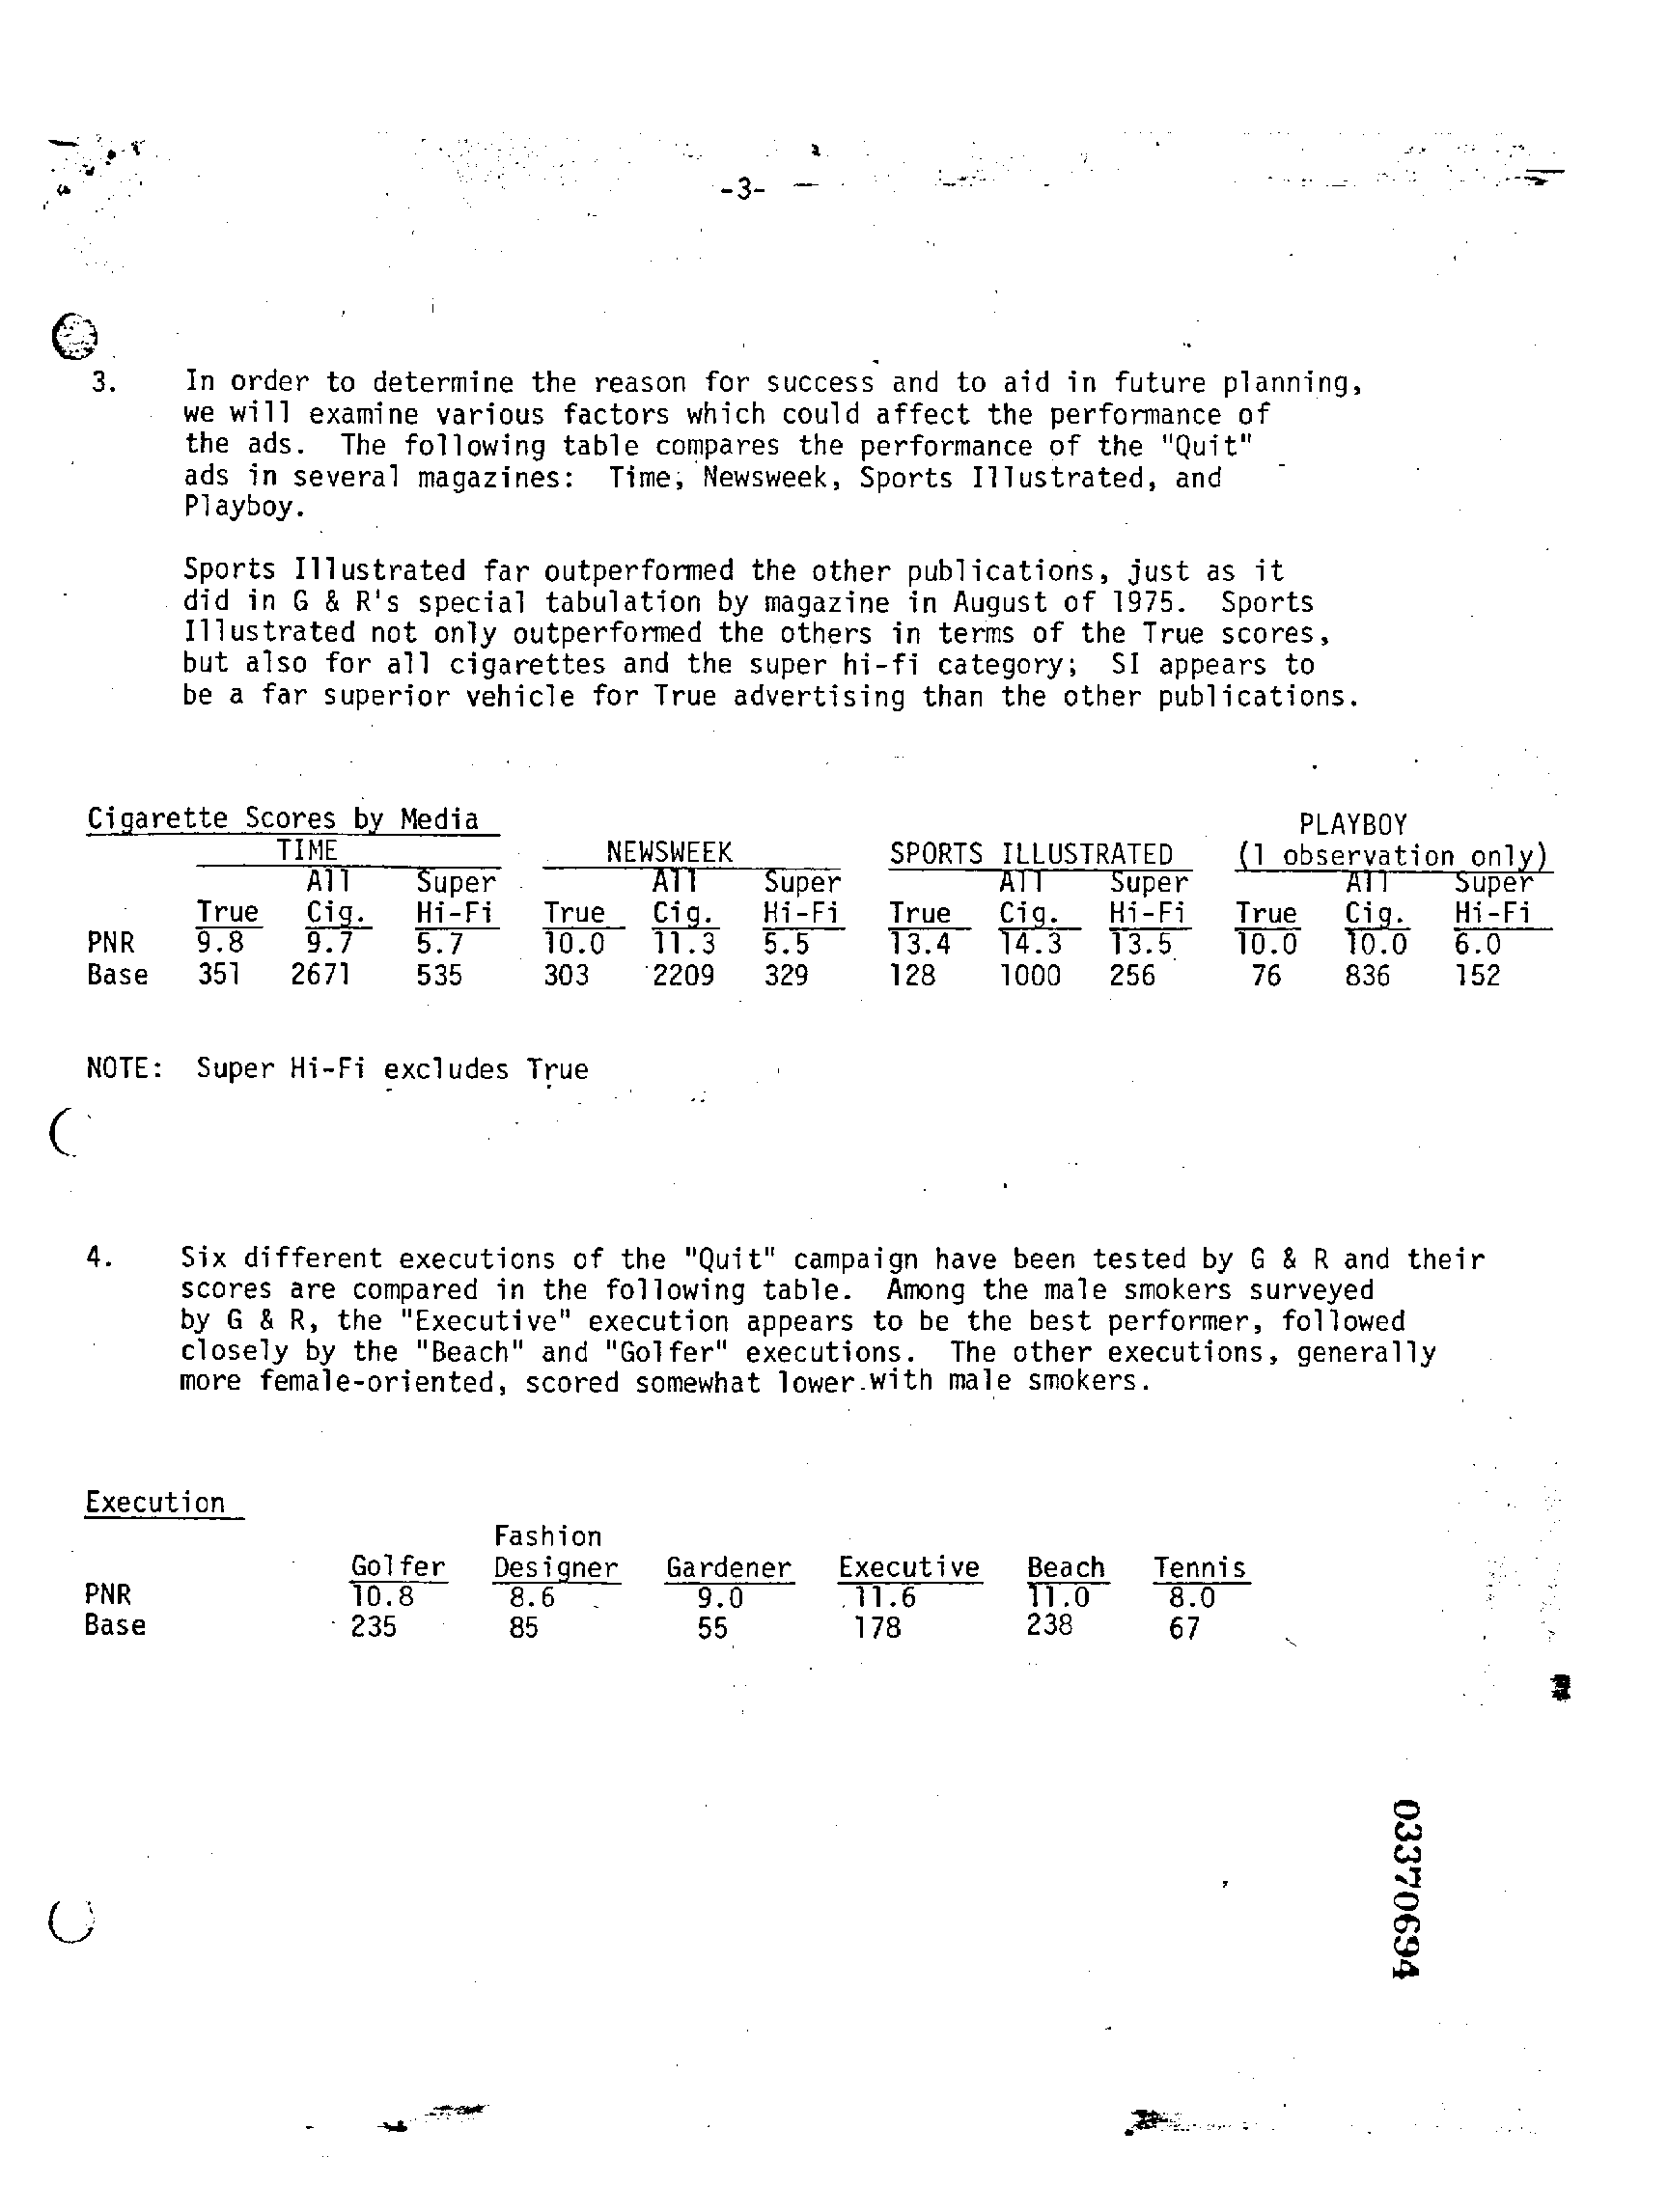 -3-
3. In order to determine the reason for success and to aid in future planning,
we will examine various factors which could affect the performance of
the ads. The following table compares the performance of the "Quit"
ads in several magazines: Time, Newsweek, Sports Illustrated, and
Playboy.
Sports Illustrated far outperformed the other publications, just as it
did in G & R's special tabulation by magazine in August of 1975. Sports
Illustrated not only outperformed the others in terms of the True scores,
but also for all cigarettes and the super hi-fi category; SI appears to
be a far superior vehicle for True advertising than the other publications.
Cigarette Scores by Media
PLAYBOY
TIME NEWSWEEK SPORTS ILLUSTRATED (1 observation only)
All Super All Super All Super All Super
True Cig. Hi-Fi True Cig. Hi-Fi True Cig. Hi-Fi True Cig. Hi-Fi
PNR 9.8 9.7 5.7 10.0 11.3 5.5 13.4 14.3 13.5 10.0 10.0 6.0
Base 351 2671 535 303 2209 329 128 1000 256 76 836 152
NOTE: Super Hi-Fi excludes True
4. Six different executions of the "Quit" campaign have been tested by G & R and their
scores are compared in the following table. Among the male smokers surveyed
by G & R, the "Executive" execution appears to be the best performer, followed
closely by the "Beach" and "Golfer" executions. The other executions, generally
more female-oriented, scored somewhat lower with male smokers.
Execution
Fashion
Golfer Designer Gardener Executive Beach Tennis
PNR 10.8 8.6 9.0 11.6 11.0 8.0
Base 235 85 55 178 238 67
03370694